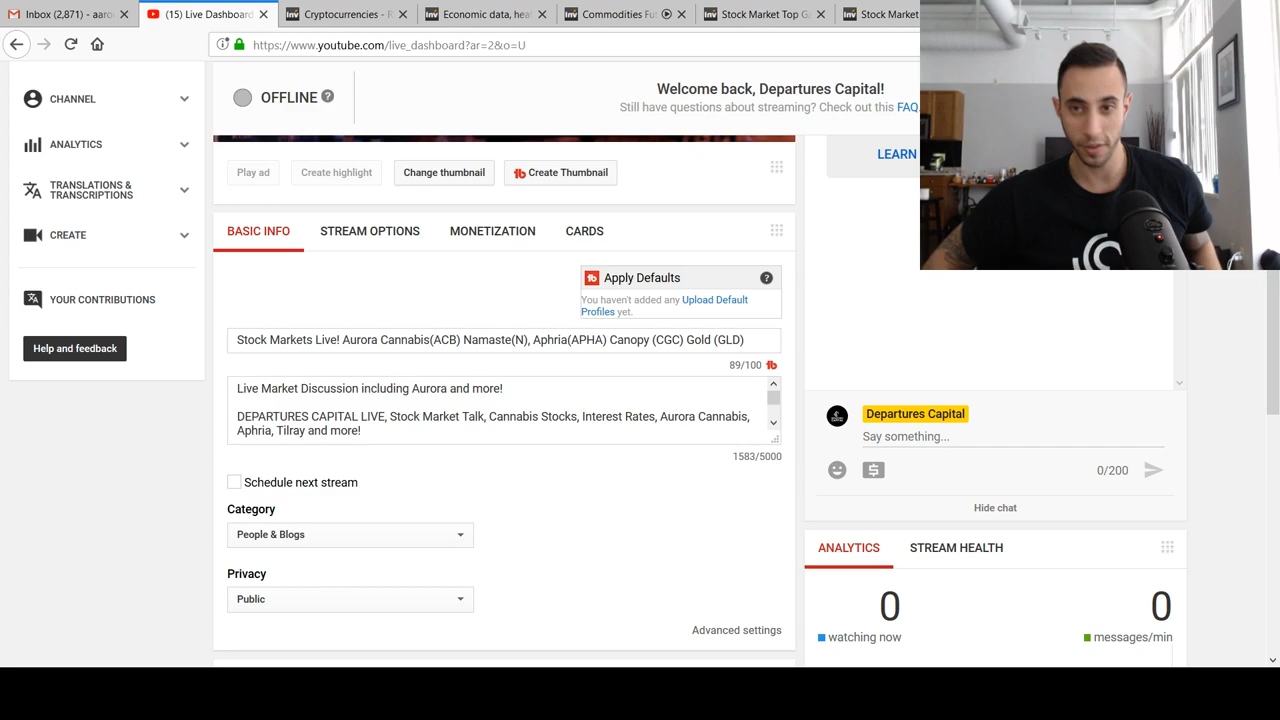 Inbox (2,871) - aaro
(15) Live Dashboard
Cryptocurrencies - R
Economic data, hea
Commodities Fu
Stock Market Top G
Stock Market
https://www.youtube.com/live_dashboard?ar=2&o=U
CHANNEL
ANALYTICS
TRANSLATIONS &
TRANSCRIPTIONS
CREATE
YOUR CONTRIBUTIONS
Help and feedback
OFFLINE
Welcome back, Departures Capital!
Still have questions about streaming? Check out this FAQ.
LEARN
Play ad
Create highlight
Change thumbnail
Create Thumbnail
BASIC INFO
STREAM OPTIONS
MONETIZATION
CARDS
Apply Defaults
You haven't added any Upload Default
Profiles yet.
Stock Markets Live! Aurora Cannabis(ACB) Namaste(N), Aphria(APHA) Canopy (CGC) Gold (GLD)
89/100
Live Market Discussion including Aurora and more!
DEPARTURES CAPITAL LIVE, Stock Market Talk, Cannabis Stocks, Interest Rates, Aurora Cannabis,
Aphria, Tilray and more!
1583/5000
Schedule next stream
Category
People & Blogs
Privacy
Public
Advanced settings
Departures Capital
Say something...
0/200
Hide chat
ANALYTICS
STREAM HEALTH
0
0
watching now
messages/min